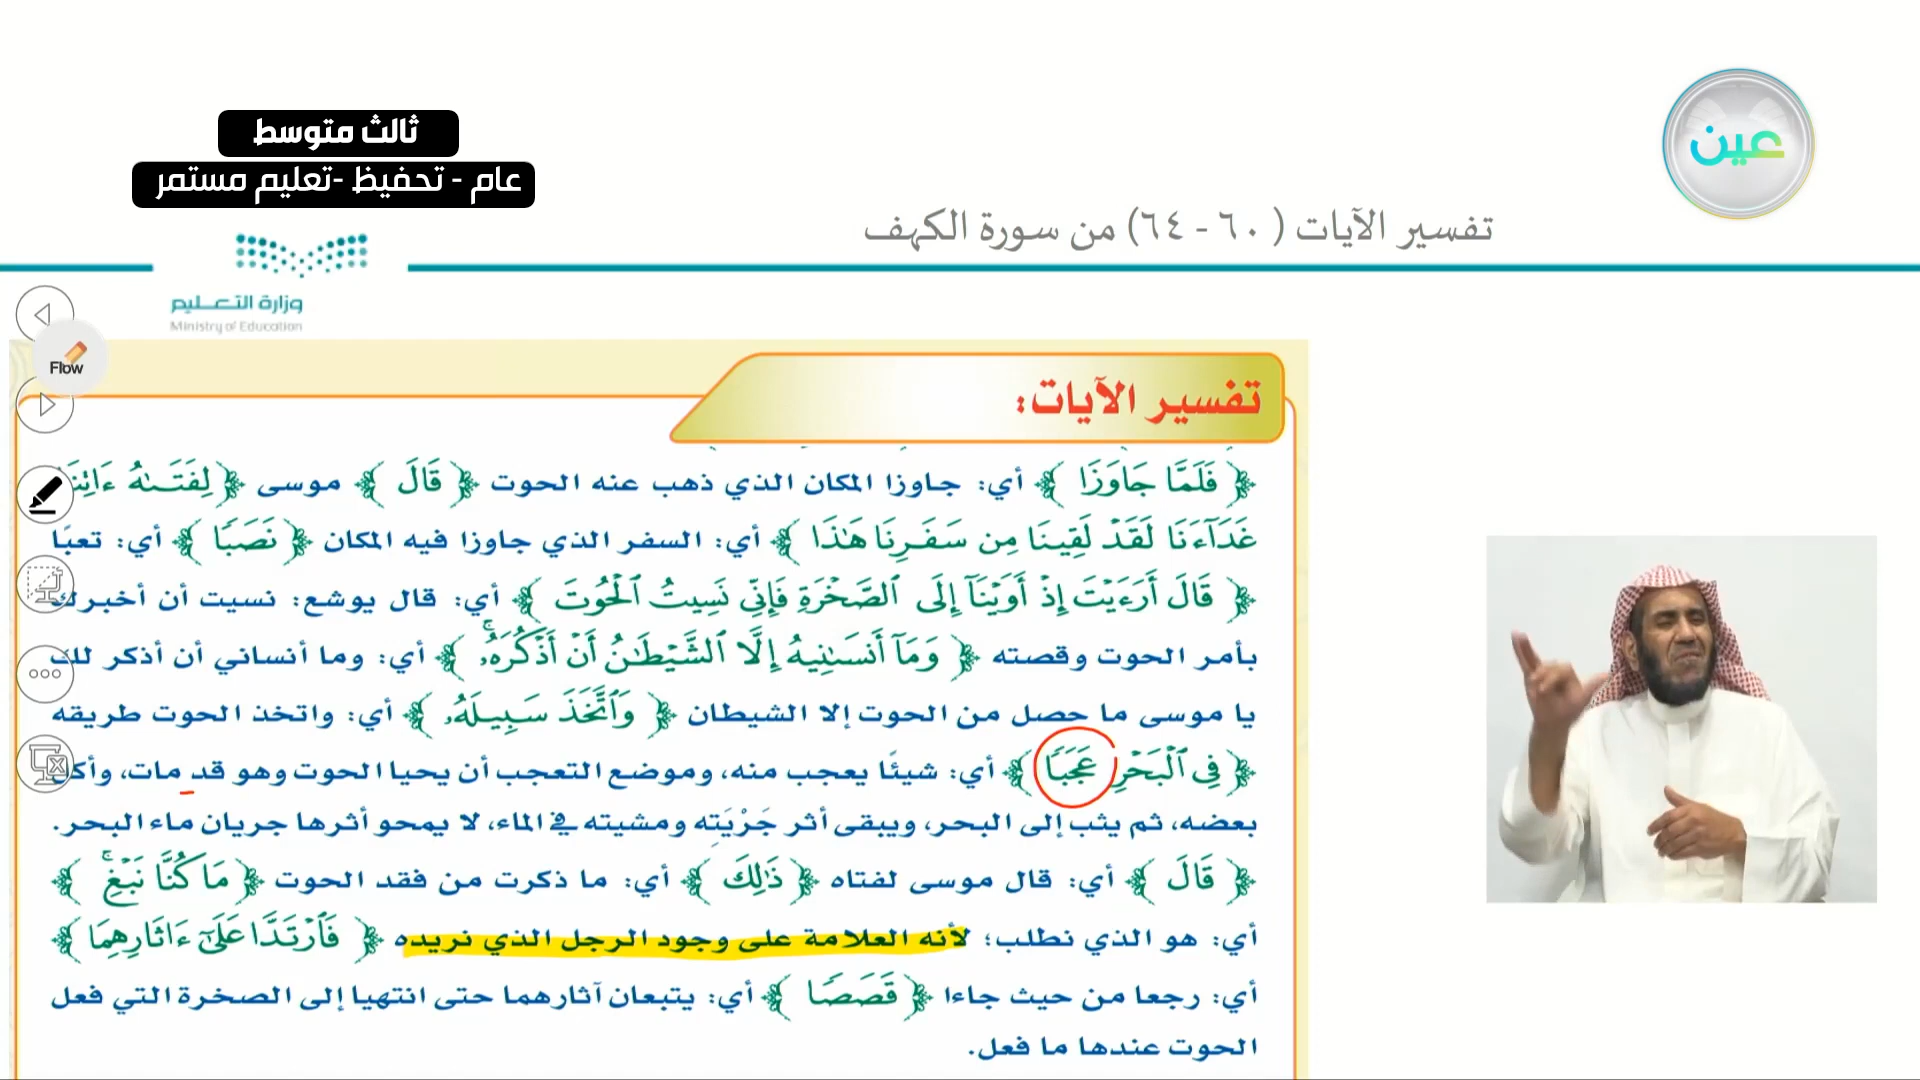 عين
ثالث متوسط
عام - تحفيظ -تعليم مستمر
تفسير الآيات ( ٦٠ - ٦٤) من سورة الكهف
وزارة التعـــليم
Ministry of Education
Flow
تفسير الآيات:
﴿ فَلَمَّا جَاوَزَا ﴾ أي: جاوزا المكان الذي ذهب عنه الحوت ﴿ قَالَ ﴾ موسى ﴿ لِفَتَىٰهُ ءَاتِنَا
غَدَآءَنَا لَقَدْ لَقِينَا مِن سَفَرِنَا هَٰذَا ﴾ أي: السفر الذي جاوزا فيه المكان ﴿ نَصَبًا ﴾ أي: تعبًا
﴿ قَالَ أَرَءَيْتَ إِذْ أَوَيْنَآ إِلَى ٱلصَّخْرَةِ فَإِنِّي نَسِيتُ ٱلْحُوتَ ﴾ أي: قال يوشع: نسيت أن أخبرك
بأمر الحوت وقصته ﴿ وَمَآ أَنسَىٰنِيهُ إِلَّا ٱلشَّيْطَٰنُ أَنْ أَذْكُرَهُۥ ۚ ﴾ أي: وما أنساني أن أذكر لك
يا موسى ما حصل من الحوت إلا الشيطان ﴿ وَٱتَّخَذَ سَبِيلَهُۥ ﴾ أي: واتخذ الحوت طريقه
﴿ فِي ٱلْبَحْرِ عَجَبًا ﴾ أي: شيئًا يعجب منه، وموضع التعجب أن يحيا الحوت وهو قد مات، وأكل
بعضه، ثم يثب إلى البحر، ويبقى أثر جَرْيَتِه ومشيته في الماء، لا يمحو أثرها جريان ماء البحر.
﴿ قَالَ ﴾ أي: قال موسى لفتاه ﴿ ذَٰلِكَ ﴾ أي: ما ذكرت من فقد الحوت ﴿ مَا كُنَّا نَبْغِ ۚ ﴾
أي: هو الذي نطلب؛ لأنه العلامة على وجود الرجل الذي نريده ﴿ فَٱرْتَدَّا عَلَىٰٓ ءَاثَارِهِمَا ﴾
أي: رجعا من حيث جاءا ﴿ قَصَصًا ﴾ أي: يتبعان آثارهما حتى انتهيا إلى الصخرة التي فعل
الحوت عندها ما فعل.